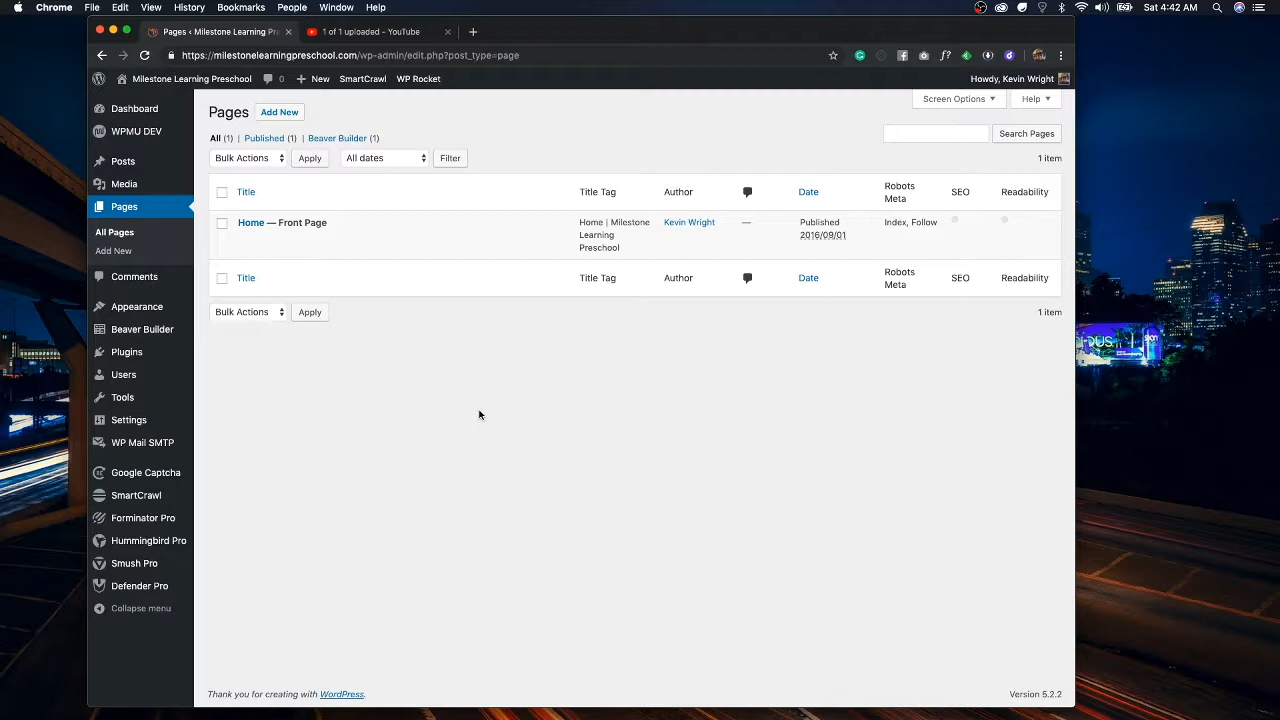 Chrome File Edit View History Bookmarks People Window Help Sat 4:42 AM
Pages ‹ Milestone Learning Pre
1 of 1 uploaded - YouTube
https://milestonelearningpreschool.com/wp-admin/edit.php?post_type=page
Milestone Learning Preschool 0 New SmartCrawl WP Rocket Howdy, Kevin Wright
Dashboard
WPMU DEV
Posts
Media
Pages
All Pages
Add New
Comments
Appearance
Beaver Builder
Plugins
Users
Tools
Settings
WP Mail SMTP
Google Captcha
SmartCrawl
Forminator Pro
Hummingbird Pro
Smush Pro
Defender Pro
Collapse menu
Screen Options Help
Pages Add New
All (1) | Published (1) | Beaver Builder (1)
Search Pages
Bulk Actions Apply All dates Filter 1 item
Title Title Tag Author Date Robots Meta SEO Readability
Home — Front Page
Home | Milestone
Learning
Preschool
Kevin Wright
—
Published
2016/09/01
Index, Follow
Title Title Tag Author Date Robots Meta SEO Readability
Bulk Actions Apply 1 item
Thank you for creating with WordPress. Version 5.2.2